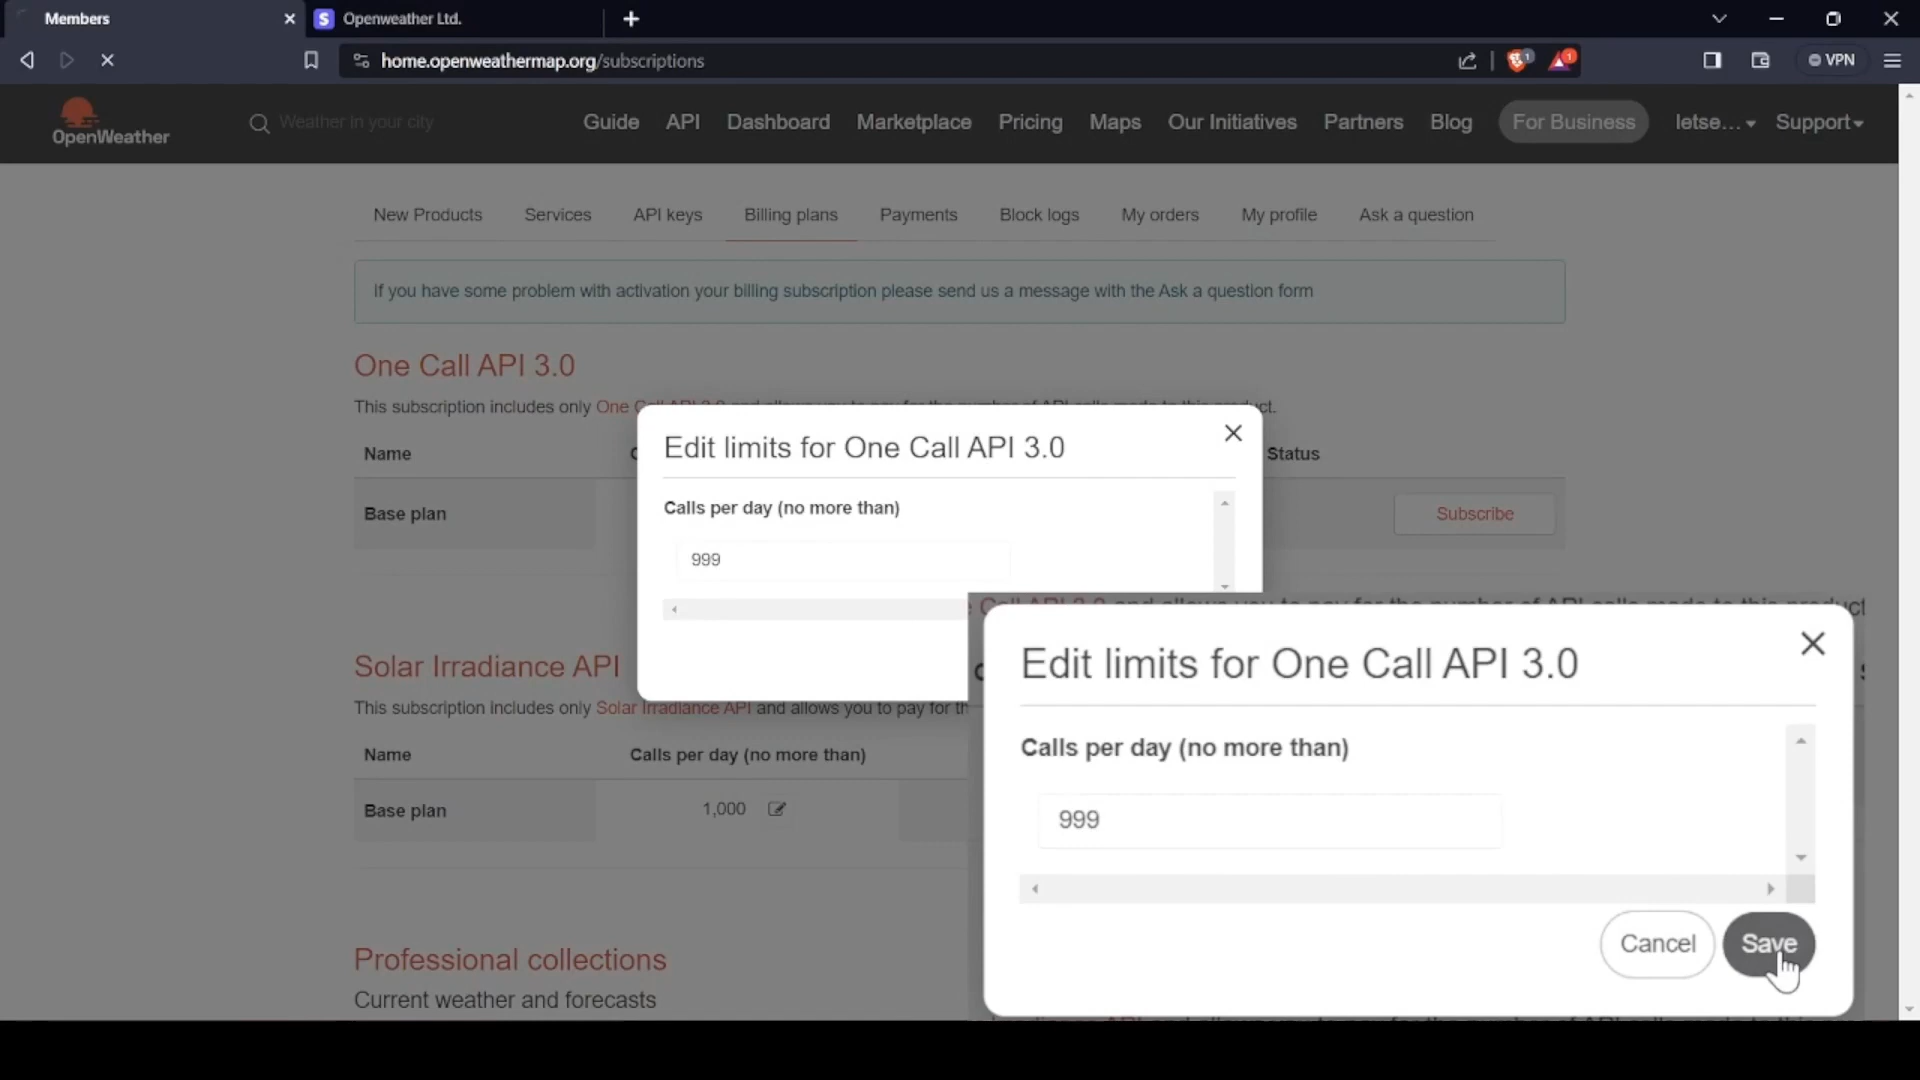 Members
Openweather Ltd.
home.openweathermap.org/subscriptions
1
1
VPN
OpenWeather
Weather in your city
Guide
API
Dashboard
Marketplace
Pricing
Maps
Our Initiatives
Partners
Blog
For Business
letse...
Support
New Products
Services
API keys
Billing plans
Payments
Block logs
My orders
My profile
Ask a question
If you have some problem with activation your billing subscription please send us a message with the Ask a question form
One Call API 3.0
This subscription includes only One
Name
Status
Base plan
Subscribe
Edit limits for One Call API 3.0
Calls per day (no more than)
999
Solar Irradiance API
This subscription includes only Solar Irradiance API and allows you to pay for th
Name
Calls per day (no more than)
Base plan
1,000
Professional collections
Current weather and forecasts
Edit limits for One Call API 3.0
Calls per day (no more than)
999
Cancel
Save